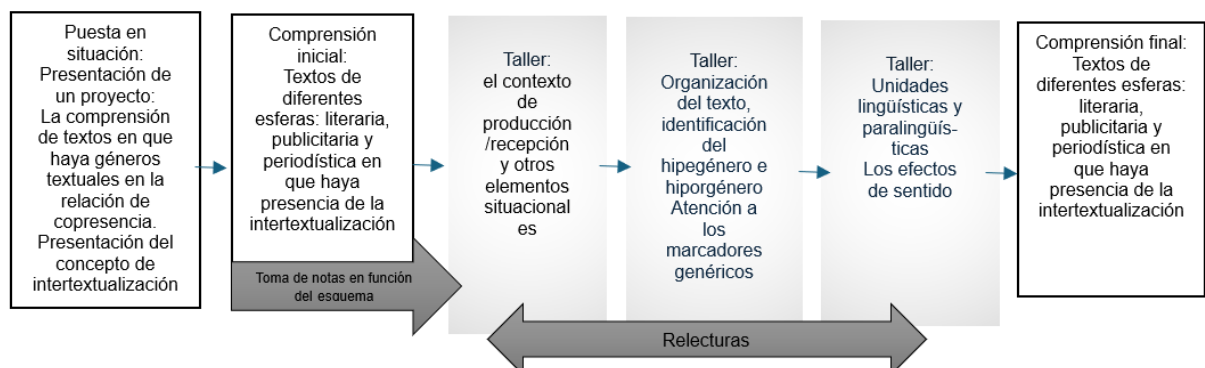 Puesta en
situación:
Presentación de
un proyecto:
La comprensión
de textos en que
haya géneros
textuales en la
relación de
copresencia.
Presentación del
concepto de
intertextualización
Comprensión
inicial:
Textos de
diferentes
esferas: literaria,
publicitaria y
periodística en
que haya
presencia de la
intertextualización
Toma de notas en función
del esquema
Taller:
el contexto
de
producción
/recepción
y otros
elementos
situacional
es
Taller:
Organización
del texto,
identificación
del
hipegénero e
hiporgénero
Atención a
los
marcadores
genéricos
Taller:
Unidades
lingüísticas y
paralingüís-
ticas
Los efectos
de sentido
Relecturas
Comprensión final:
Textos de
diferentes esferas:
literaria,
publicitaria y
periodística en
que haya
presencia de la
intertextualización